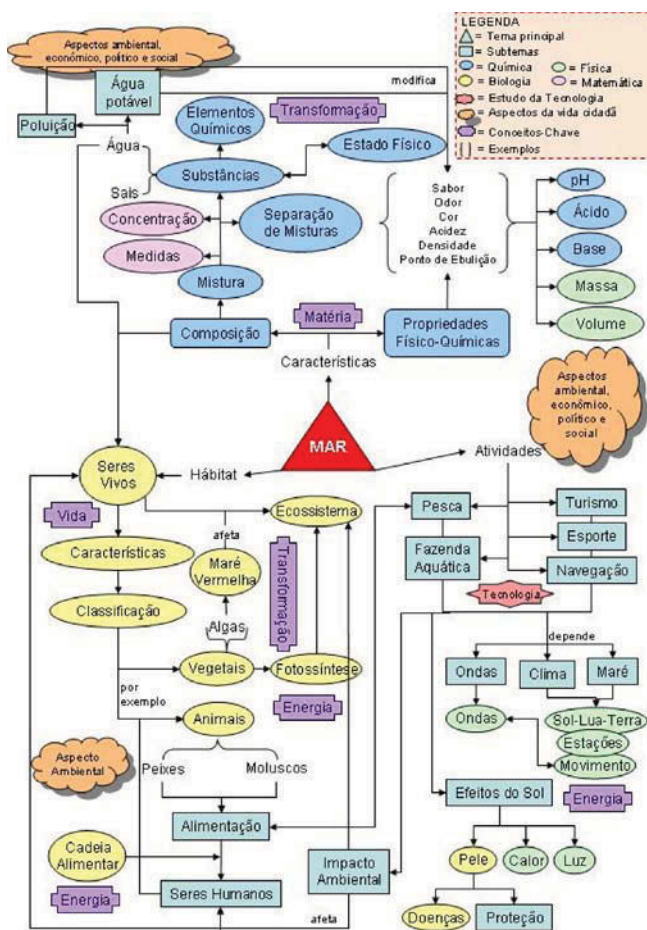 LEGENDA
= Tema principal
= Subtemas
= Química
= Física
= Biologia
= Matemática
= Estudo da Tecnologia
= Aspectos da vida cidadã
= Conceitos-Chave
= Exemplos
Aspectos ambiental,
econômico, político e social
Água
potável
Poluição
modifica
Elementos
Químicos
Transformação
Estado Físico
Água
Sais
Substâncias
Concentração
Separação
de Misturas
Medidas
Mistura
Sabor
Odor
Cor
Acidez
Densidade
Ponto de Ebulição
pH
Ácido
Base
Massa
Volume
Composição
Matéria
Propriedades
Físico-Químicas
Características
MAR
Aspectos
ambiental,
econômico,
político e
social
Seres
Vivos
Hábitat
Atividades
Vida
Ecossistema
afeta
Características
Maré
Vermelha
Transformação
Classificação
Algas
Vegetais
Fotossíntese
Energia
por
exemplo
Animais
Aspecto
Ambiental
Peixes
Moluscos
Alimentação
Cadeia
Alimentar
Energia
Seres Humanos
afeta
Impacto
Ambiental
Pesca
Turismo
Fazenda
Aquática
Esporte
Navegação
Tecnologia
depende
Ondas
Clima
Maré
Ondas
Sol-Lua-Terra
Estações
Movimento
Efeitos do Sol
Energia
Pele
Calor
Luz
Doenças
Proteção